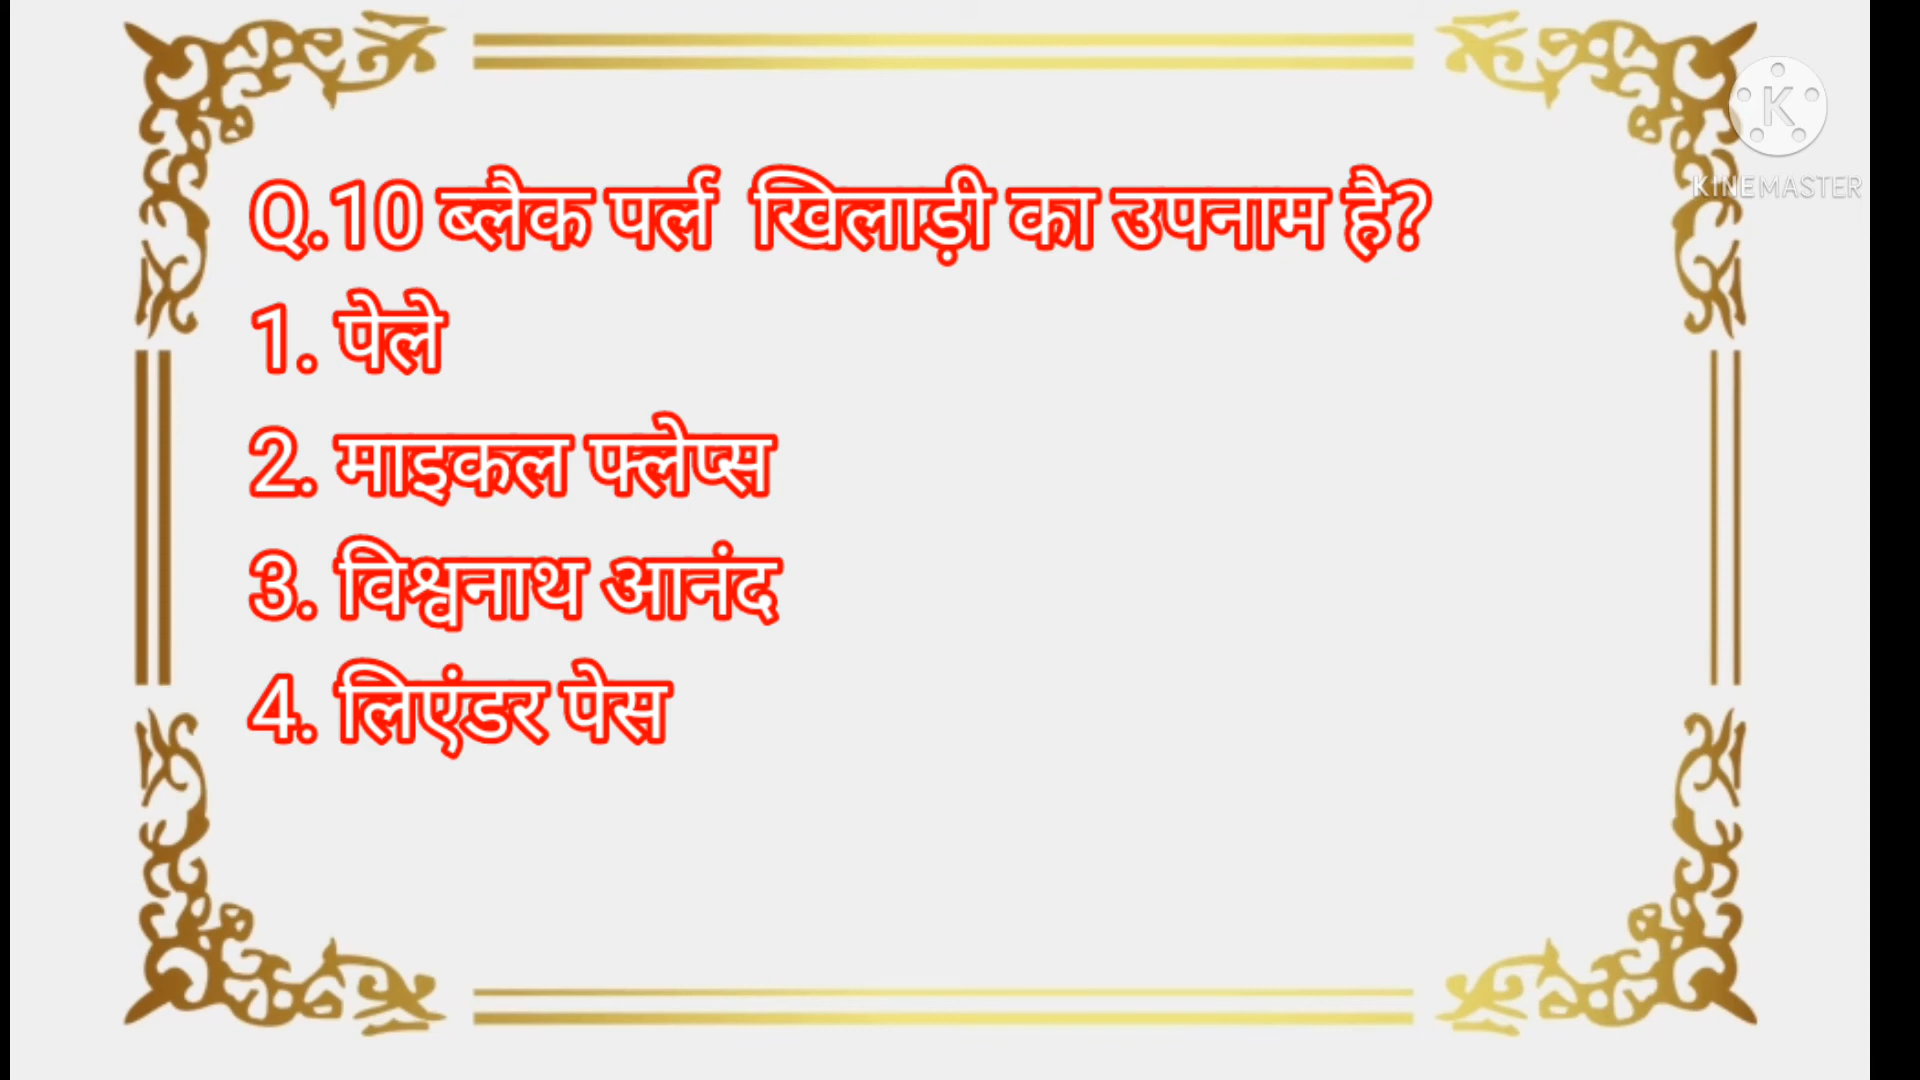 Q.10 ब्लैक पर्ल  खिलाड़ी का उपनाम है?
1. पेले
2. माइकल फ्लेप्स
3. विश्वनाथ आनंद
4. लिएंडर पेस
K
KINEMASTER